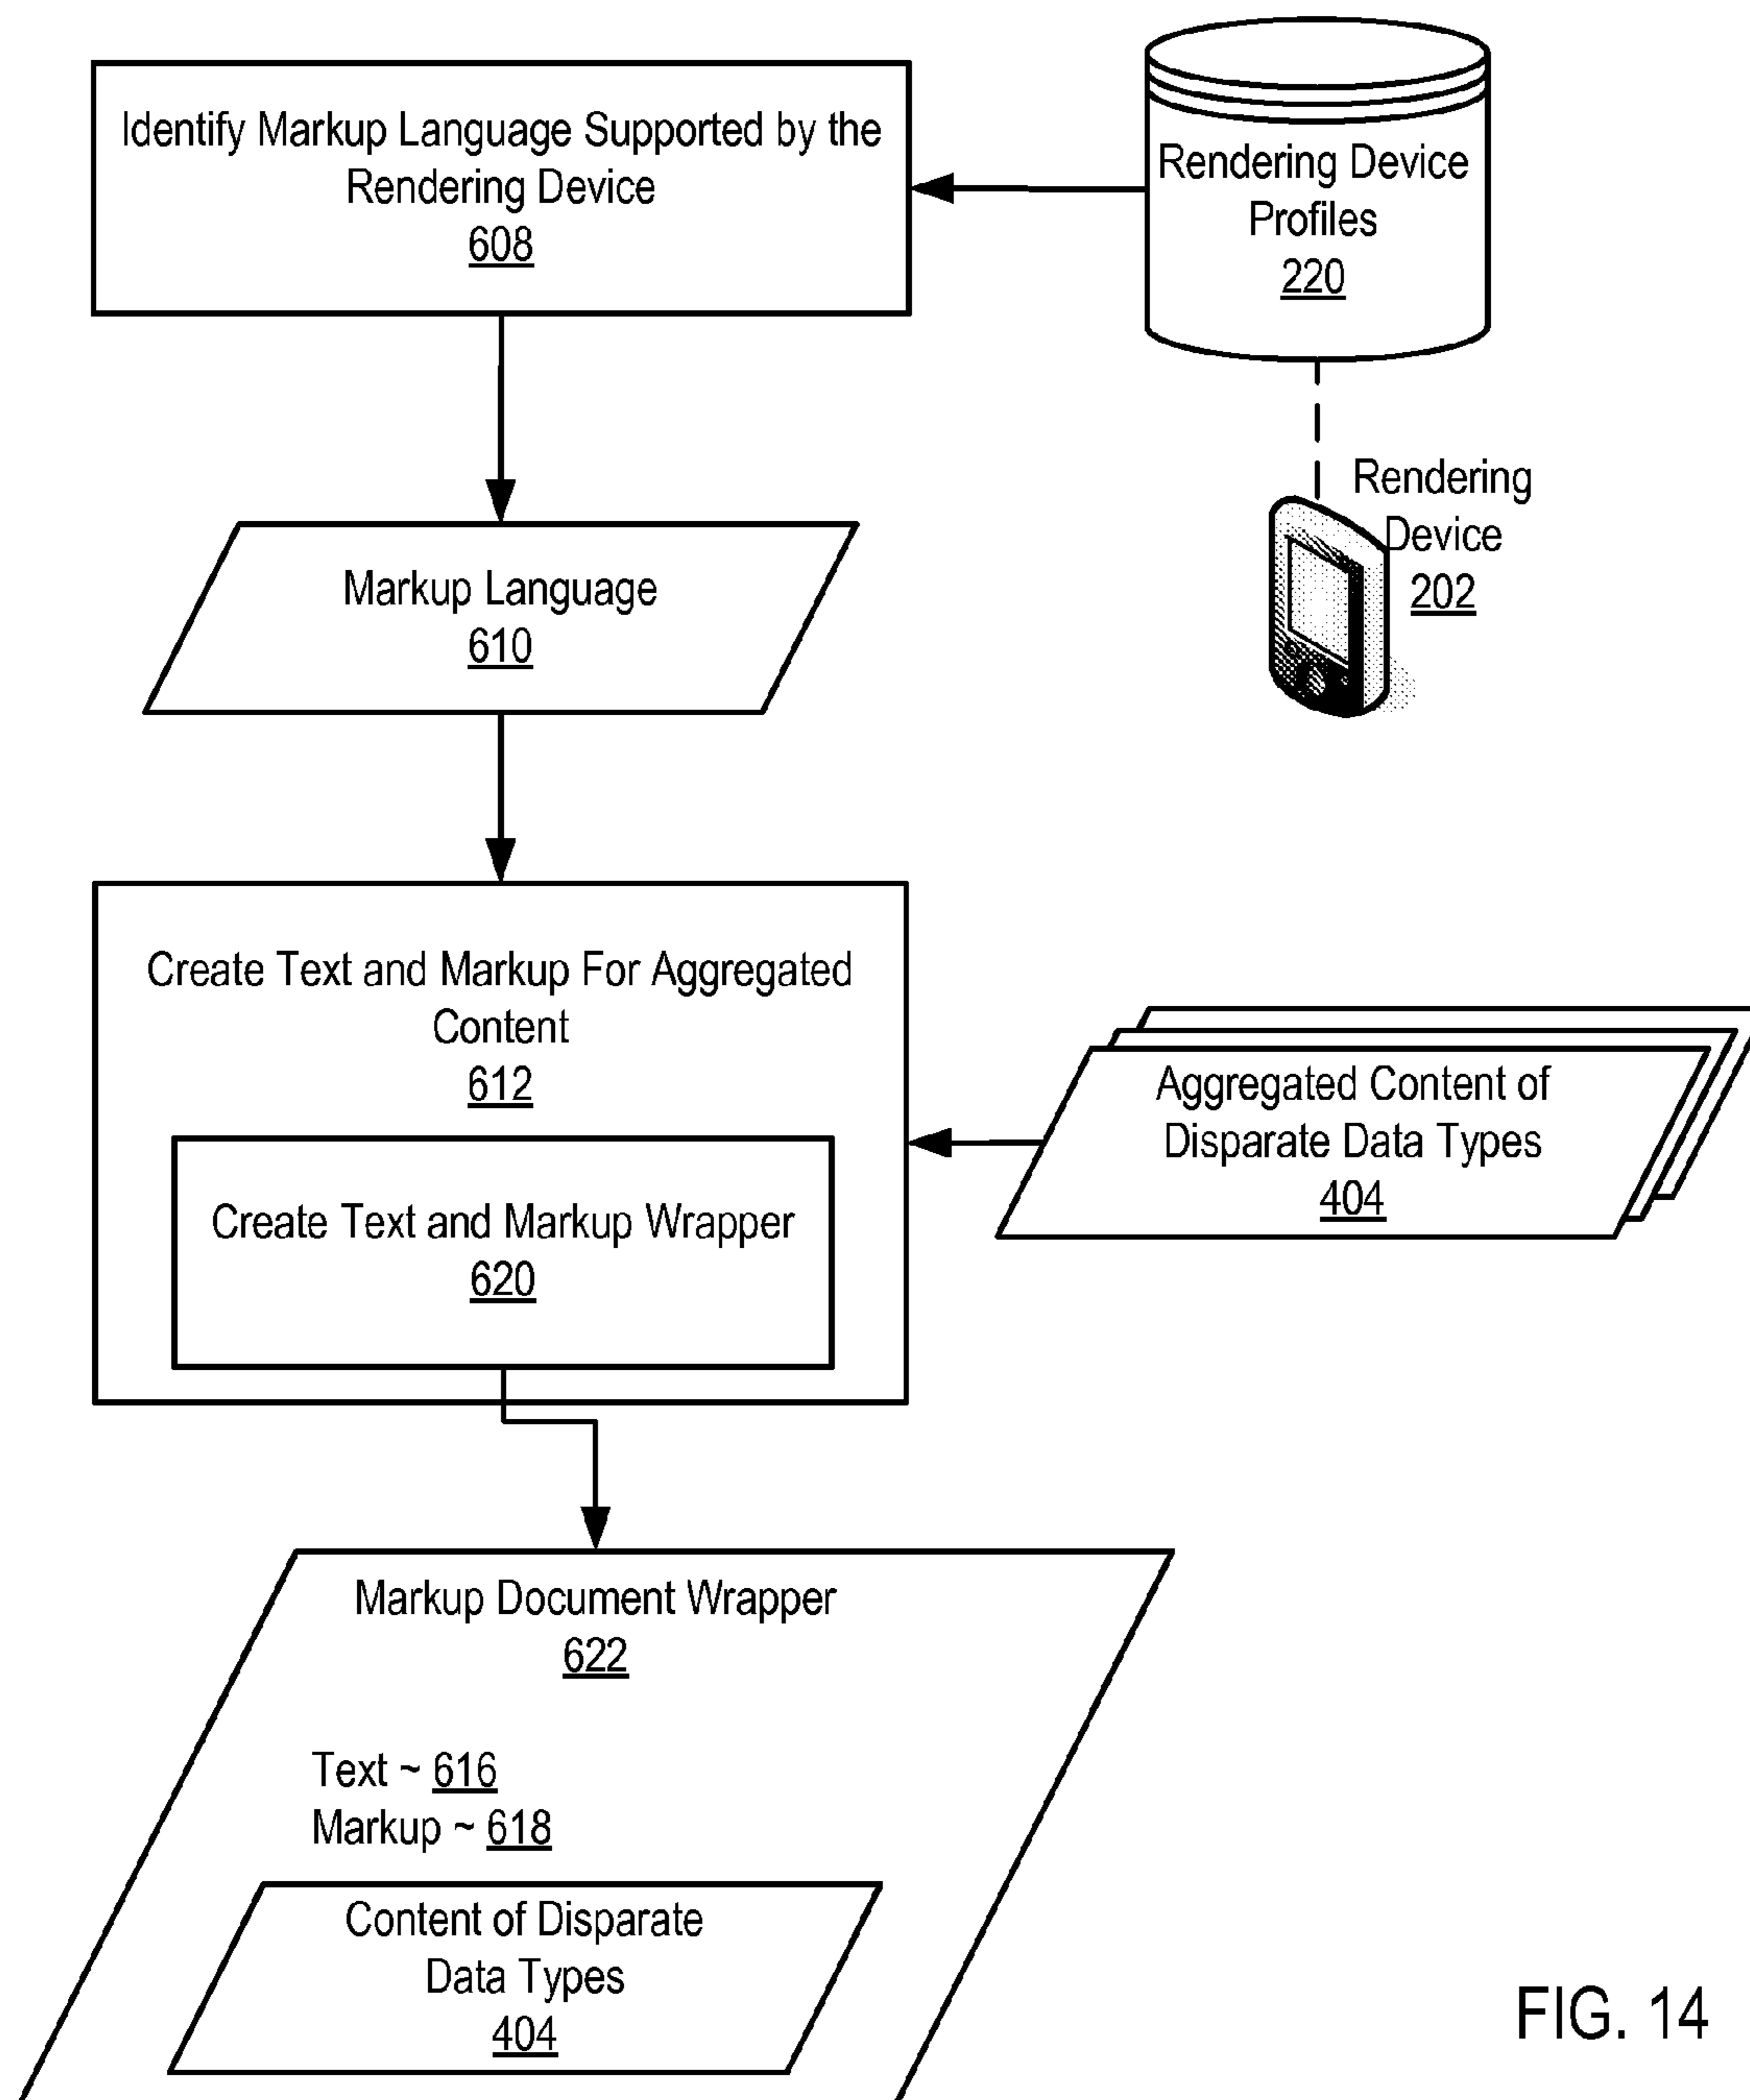 Identify Markup Language Supported by the
Rendering Device
608
Rendering Device
Profiles
220
Rendering
Device
202
Markup Language
610
Create Text and Markup For Aggregated
Content
612
Aggregated Content of
Disparate Data Types
404
Create Text and Markup Wrapper
620
Markup Document Wrapper
622
Text ~ 616
Markup ~ 618
Content of Disparate
Data Types
404
FIG. 14